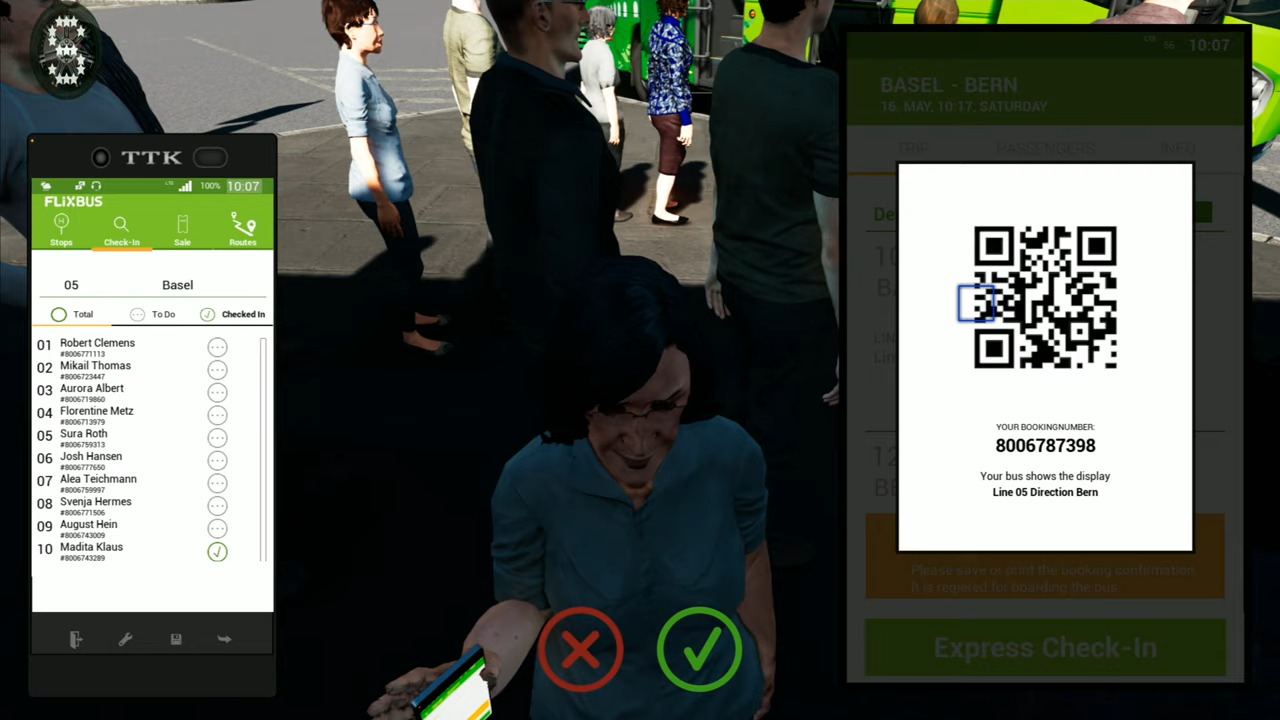 TTK
100% 10:07
FLiXBUS
Stops Check-In Sale Routes
05 Basel
Total To Do Checked In
01 Robert Clemens
#8006771113
02 Mikail Thomas
#8006723447
03 Aurora Albert
#8006719860
04 Florentine Metz
#8006713979
05 Sura Roth
#8006759313
06 Josh Hansen
#8006777650
07 Alea Teichmann
#8006759997
08 Svenja Hermes
#8006771506
09 August Hein
#8006743009
10 Madita Klaus
#8006743289
LTE 56 10:07
BASEL - BERN
16. MAY, 10:17, SATURDAY
TRIP PASSENGERS INFO
YOUR BOOKINGNUMBER:
8006787398
Your bus shows the display
Line 05 Direction Bern
Please save or print the booking confirmation.
It is reqiered for boarding the bus.
Express Check-In